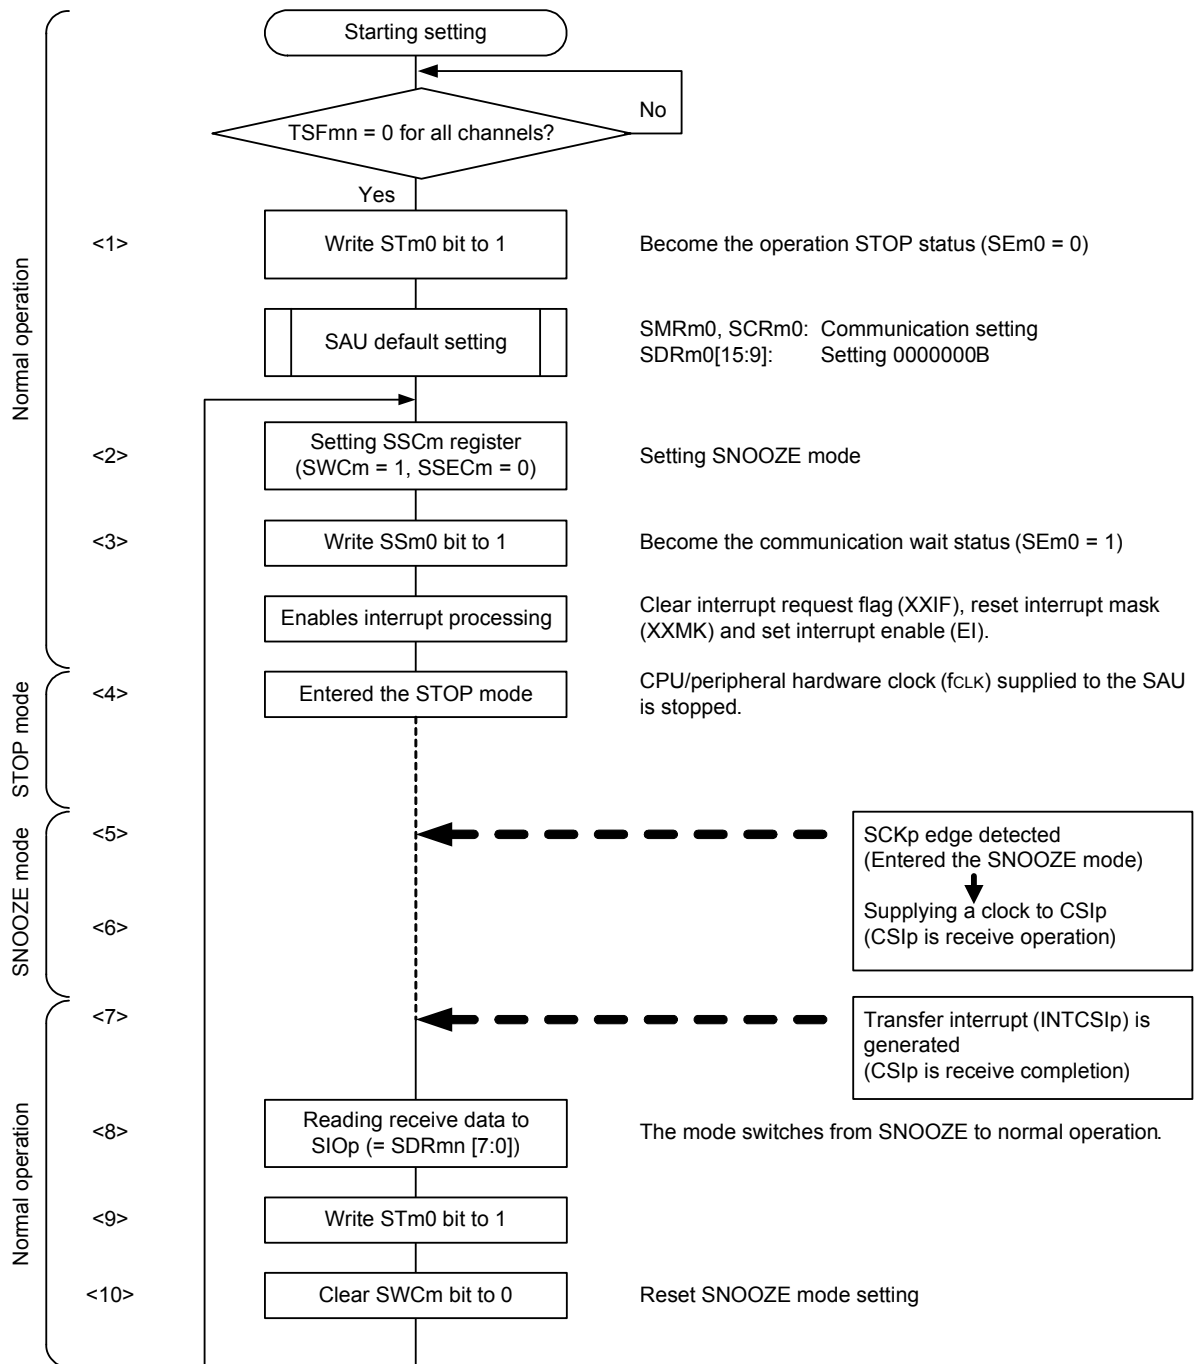 Starting setting
No
TSFmn = 0 for all channels?
Yes
Normal operation
<1>
Write STm0 bit to 1
Become the operation STOP status (SEm0 = 0)
SAU default setting
SMRm0, SCRm0: Communication setting
SDRm0[15:9]: Setting 0000000B
<2>
Setting SSCm register
(SWCm = 1, SSECm = 0)
Setting SNOOZE mode
<3>
Write SSm0 bit to 1
Become the communication wait status (SEm0 = 1)
Enables interrupt processing
Clear interrupt request flag (XXIF), reset interrupt mask
(XXMK) and set interrupt enable (EI).
STOP mode
<4>
Entered the STOP mode
CPU/peripheral hardware clock (fCLK) supplied to the SAU
is stopped.
SNOOZE mode
<5>
SCKp edge detected
(Entered the SNOOZE mode)
<6>
Supplying a clock to CSIp
(CSIp is receive operation)
Normal operation
<7>
Transfer interrupt (INTCSIp) is
generated
(CSIp is receive completion)
<8>
Reading receive data to
SIOp (= SDRmn [7:0])
The mode switches from SNOOZE to normal operation.
<9>
Write STm0 bit to 1
<10>
Clear SWCm bit to 0
Reset SNOOZE mode setting